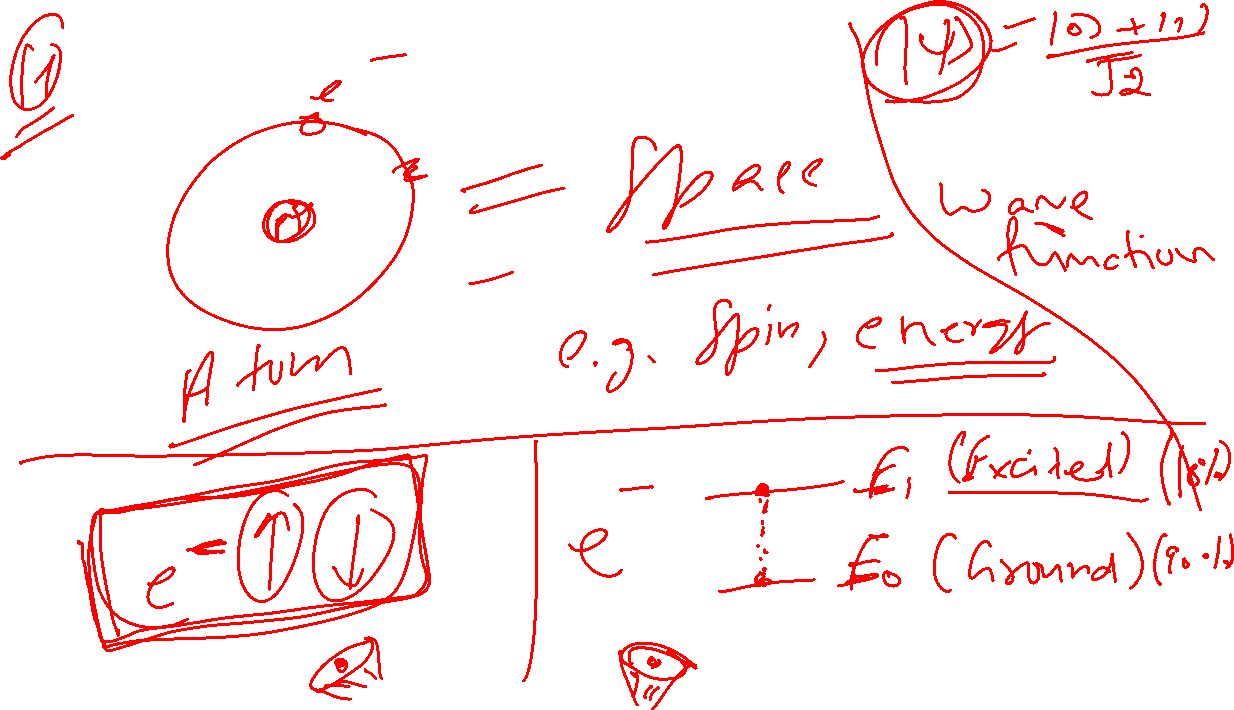 1
|ψ⟩ = |0⟩ + |1⟩
√2
e⁻
e
n
= Space
wave
function
Atom
e.g. Spin, energy
e⁻ ↑ ↓
e⁻
E₁ (Excited) (10%)
E₀ (Ground) (90%)